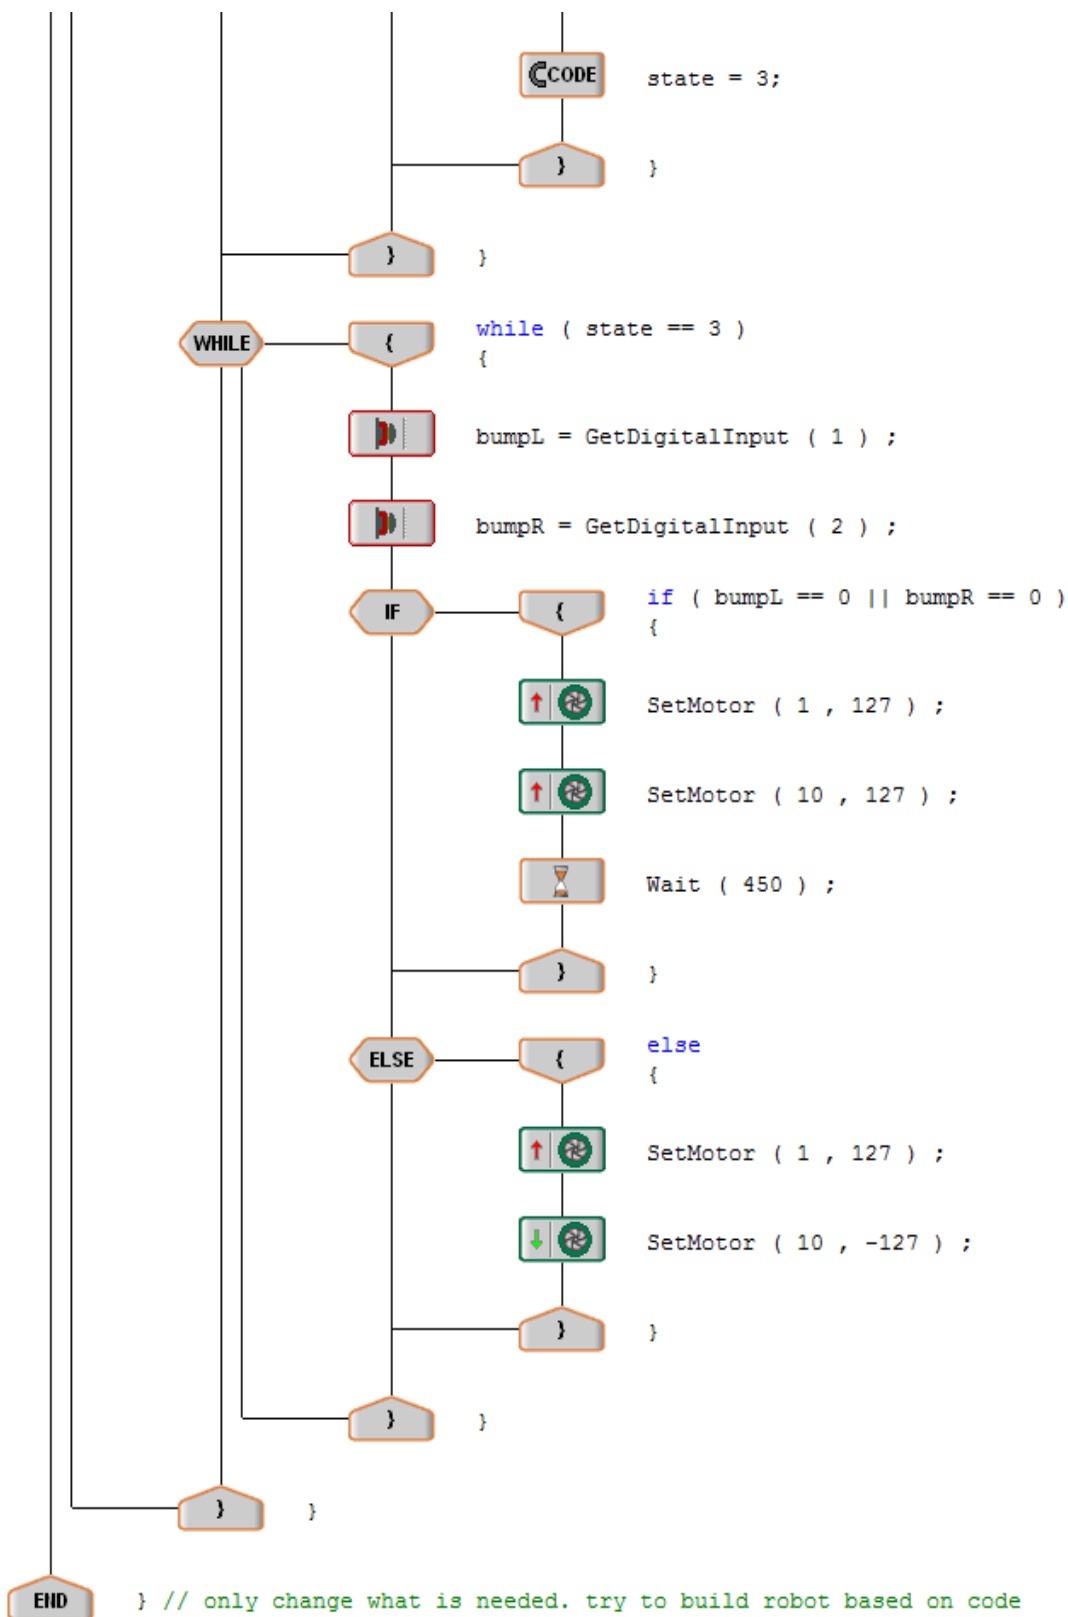 CODE state = 3;
} }
} }
WHILE { while ( state == 3 )
{
bumpL = GetDigitalInput ( 1 ) ;
bumpR = GetDigitalInput ( 2 ) ;
IF { if ( bumpL == 0 || bumpR == 0 )
{
SetMotor ( 1 , 127 ) ;
SetMotor ( 10 , 127 ) ;
Wait ( 450 ) ;
} }
ELSE { else
{
SetMotor ( 1 , 127 ) ;
SetMotor ( 10 , -127 ) ;
} }
} }
} }
END } // only change what is needed. try to build robot based on code